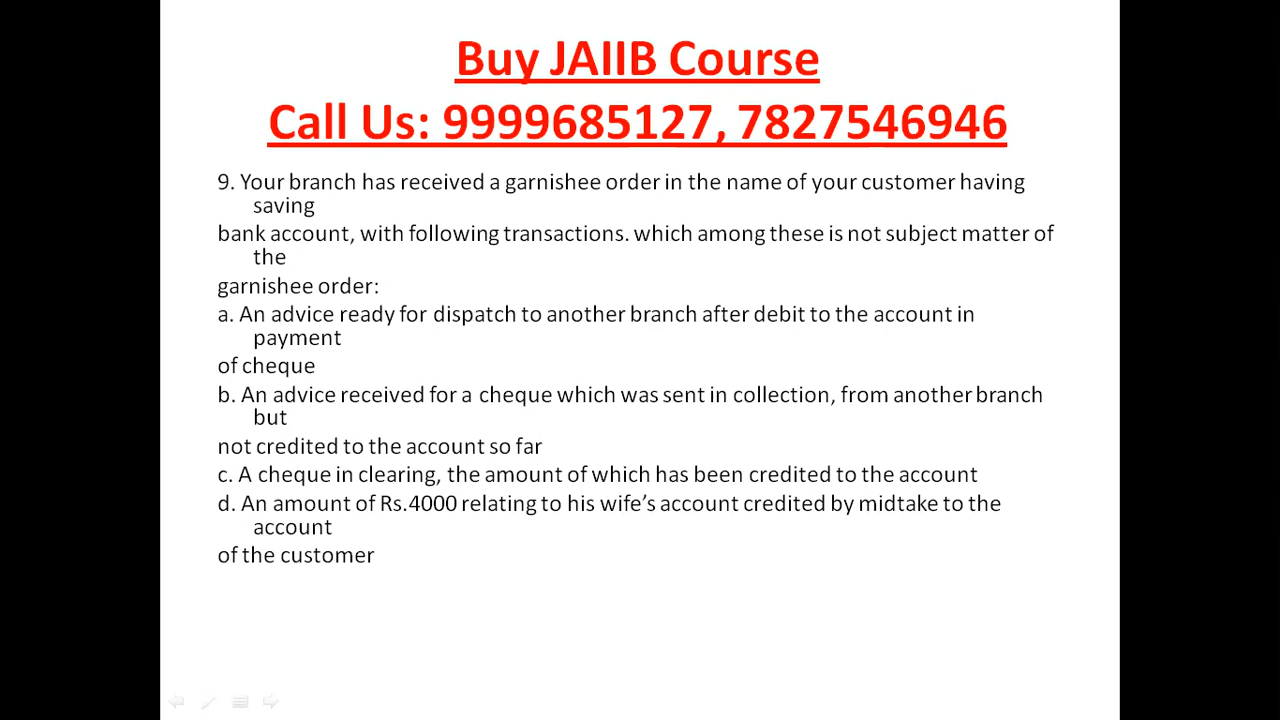 Buy JAIIB Course
Call Us: 9999685127, 7827546946
9. Your branch has received a garnishee order in the name of your customer having
saving
bank account, with following transactions. which among these is not subject matter of
the
garnishee order:
a. An advice ready for dispatch to another branch after debit to the account in
payment
of cheque
b. An advice received for a cheque which was sent in collection, from another branch
but
not credited to the account so far
c. A cheque in clearing, the amount of which has been credited to the account
d. An amount of Rs.4000 relating to his wife’s account credited by midtake to the
account
of the customer